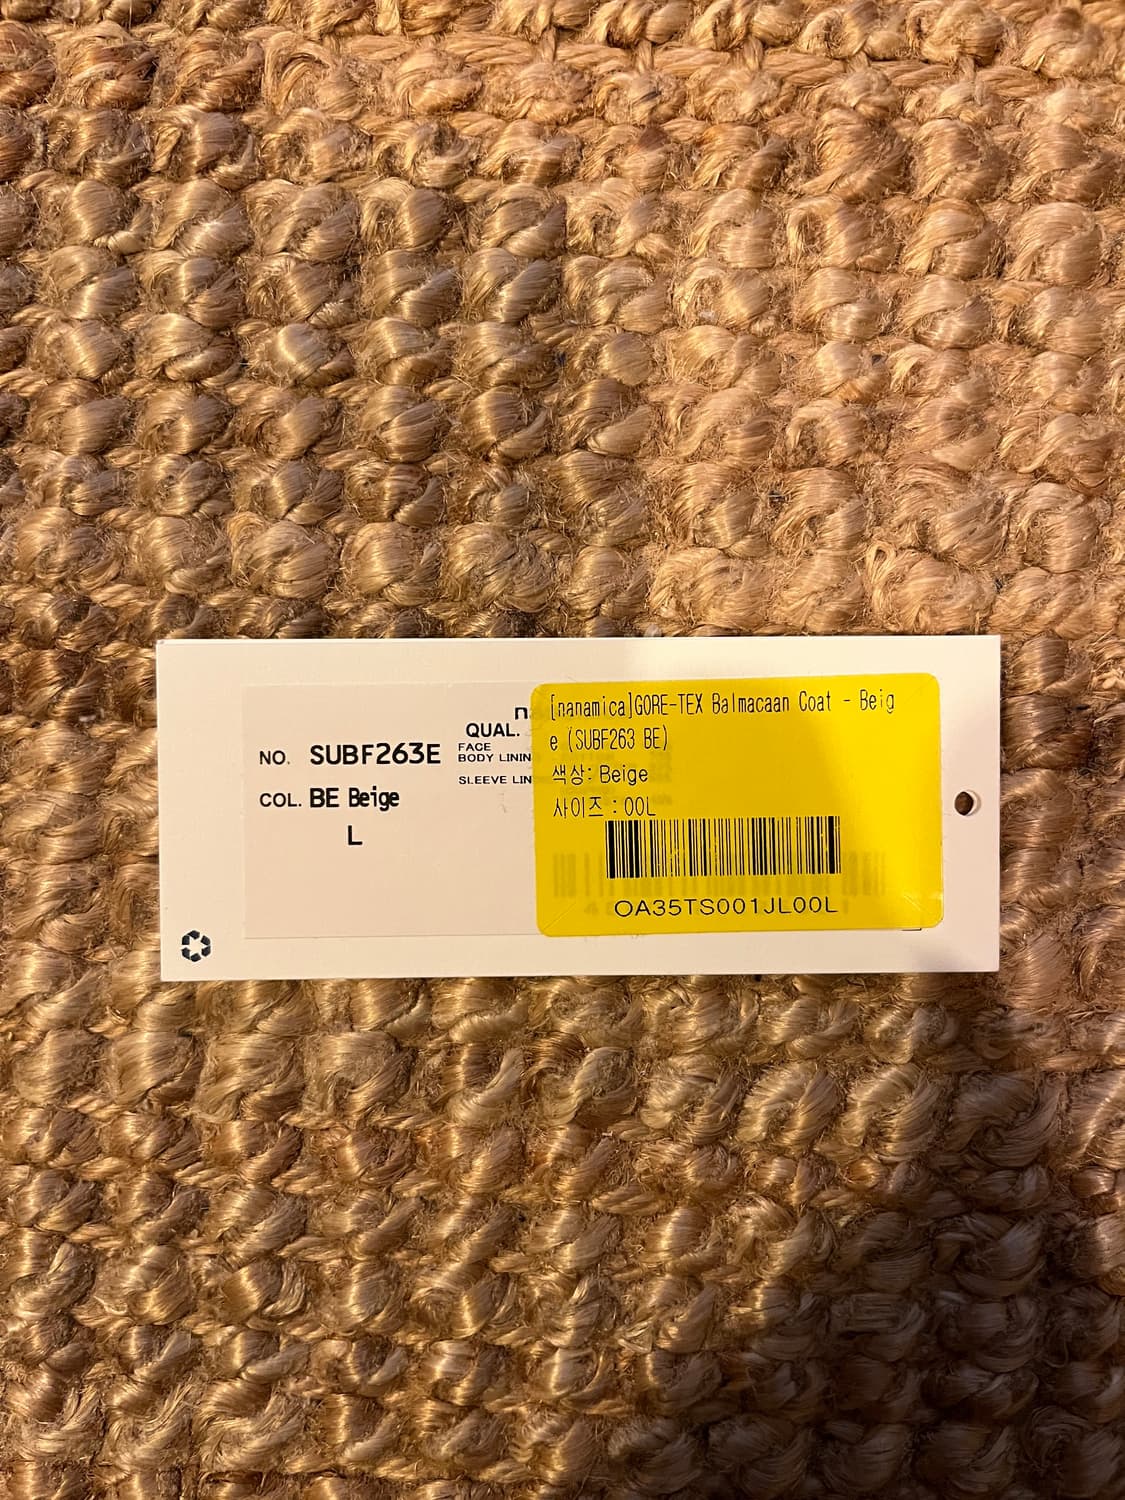 NO. SUBF263E
COL. BE Beige
L
QUAL.
FACE
BODY LININ
SLEEVE LIN
[nanamica]GORE-TEX Balmacaan Coat - Beig
e (SUBF263 BE)
색상: Beige
사이즈 : 00L
OA35TS001JL00L